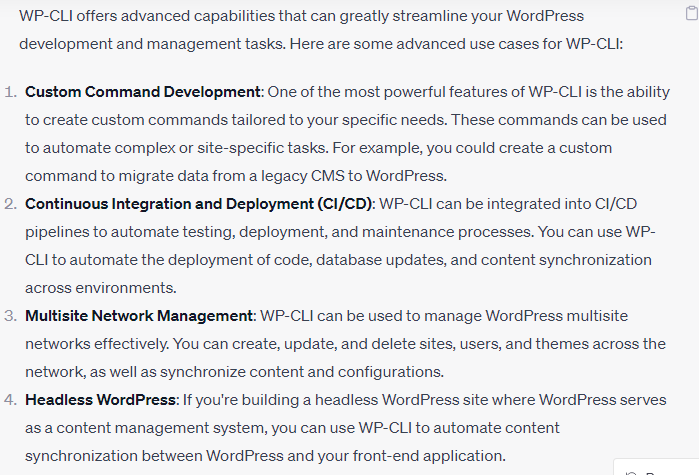 WP-CLI offers advanced capabilities that can greatly streamline your WordPress
development and management tasks. Here are some advanced use cases for WP-CLI:
1. Custom Command Development: One of the most powerful features of WP-CLI is the ability
to create custom commands tailored to your specific needs. These commands can be used
to automate complex or site-specific tasks. For example, you could create a custom
command to migrate data from a legacy CMS to WordPress.
2. Continuous Integration and Deployment (CI/CD): WP-CLI can be integrated into CI/CD
pipelines to automate testing, deployment, and maintenance processes. You can use WP-
CLI to automate the deployment of code, database updates, and content synchronization
across environments.
3. Multisite Network Management: WP-CLI can be used to manage WordPress multisite
networks effectively. You can create, update, and delete sites, users, and themes across the
network, as well as synchronize content and configurations.
4. Headless WordPress: If you're building a headless WordPress site where WordPress serves
as a content management system, you can use WP-CLI to automate content
synchronization between WordPress and your front-end application.